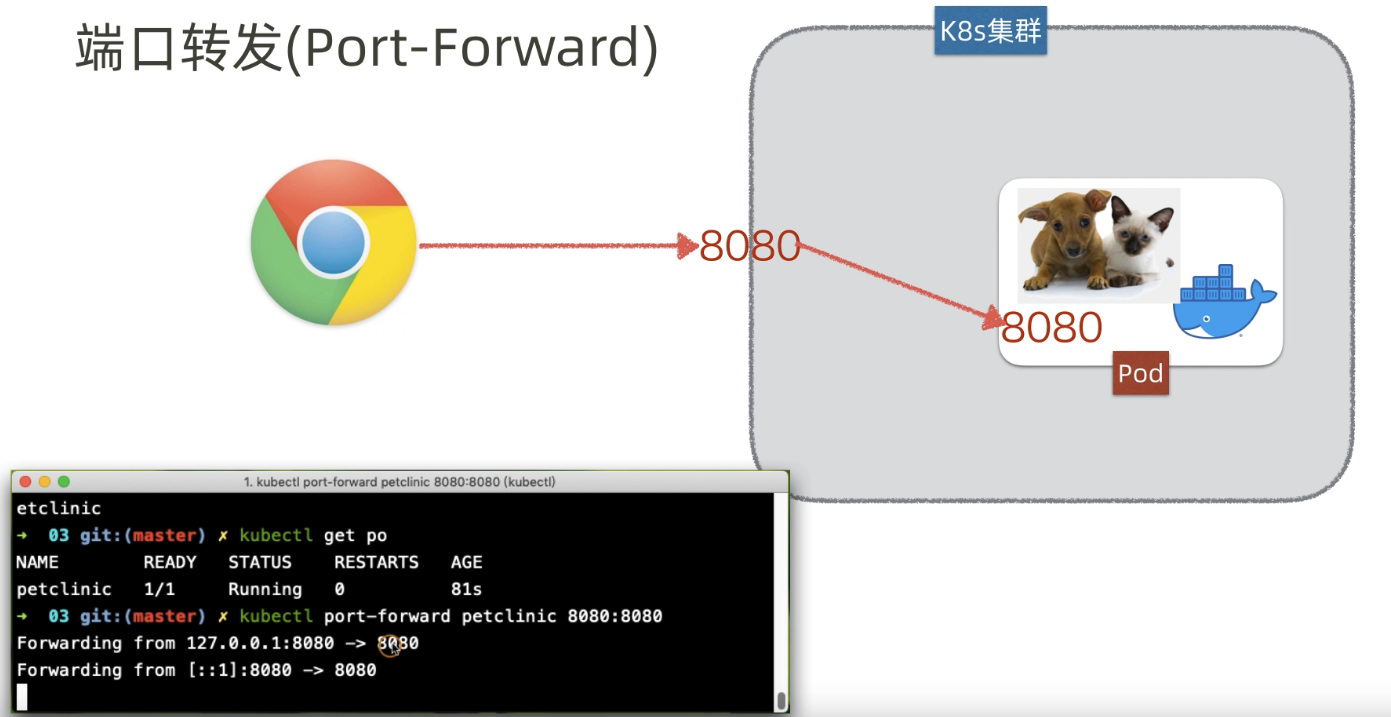 端口转发(Port-Forward)
K8s集群
8080
8080
Pod
1. kubectl port-forward petclinic 8080:8080 (kubectl)
etclinic
➜ 03 git:(master) ✗ kubectl get po
NAME READY STATUS RESTARTS AGE
petclinic 1/1 Running 0 81s
➜ 03 git:(master) ✗ kubectl port-forward petclinic 8080:8080
Forwarding from 127.0.0.1:8080 -> 8080
Forwarding from [::1]:8080 -> 8080